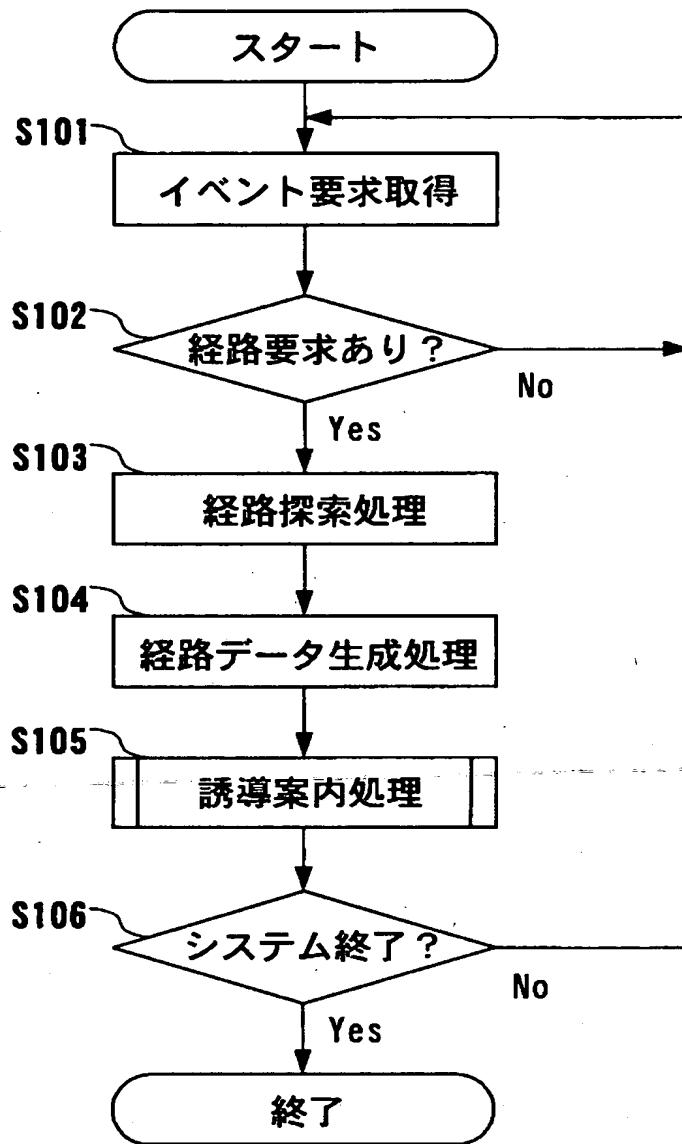 スタート
S101
イベント要求取得
S102
経路要求あり?
No
Yes
S103
経路探索処理
S104
経路データ生成処理
S105
誘導案内処理
S106
システム終了?
No
Yes
終了